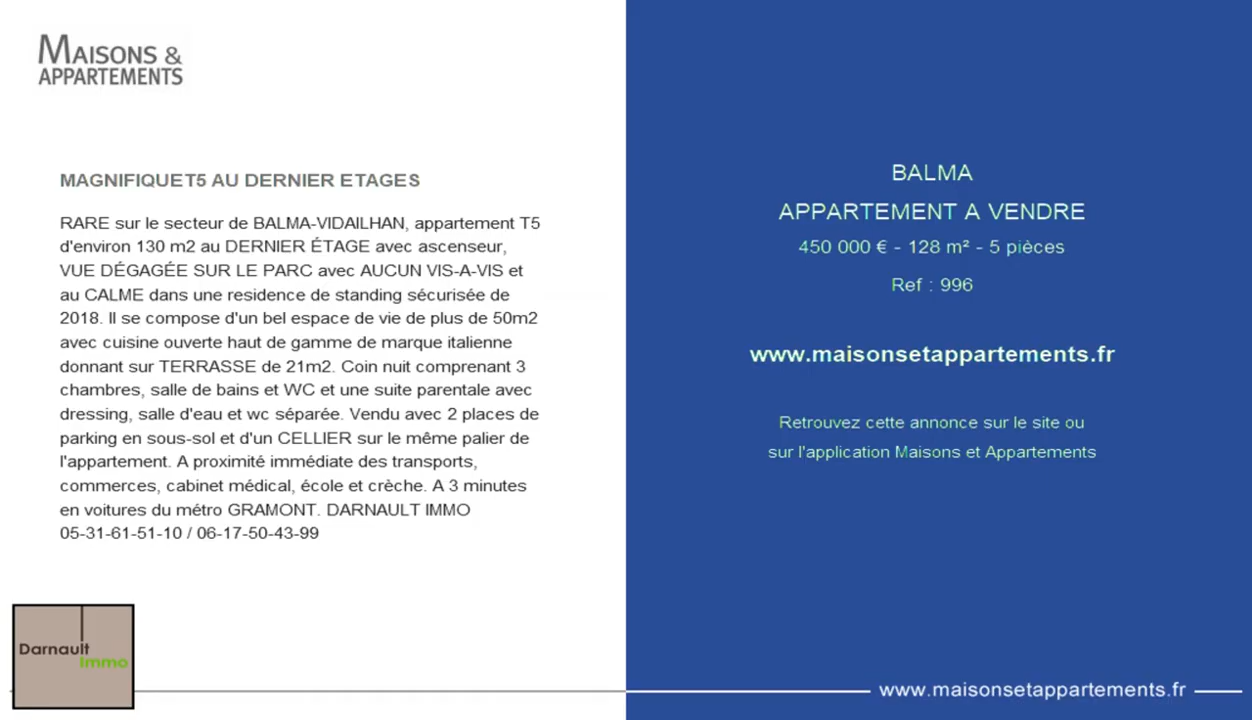 MAISONS &
APPARTEMENTS
MAGNIFIQUET5 AU DERNIER ETAGES
RARE sur le secteur de BALMA-VIDAILHAN, appartement T5
d'environ 130 m2 au DERNIER ÉTAGE avec ascenseur,
VUE DÉGAGÉE SUR LE PARC avec AUCUN VIS-A-VIS et
au CALME dans une residence de standing sécurisée de
2018. Il se compose d'un bel espace de vie de plus de 50m2
avec cuisine ouverte haut de gamme de marque italienne
donnant sur TERRASSE de 21m2. Coin nuit comprenant 3
chambres, salle de bains et WC et une suite parentale avec
dressing, salle d'eau et wc séparée. Vendu avec 2 places de
parking en sous-sol et d'un CELLIER sur le même palier de
l'appartement. A proximité immédiate des transports,
commerces, cabinet médical, école et crèche. A 3 minutes
en voitures du métro GRAMONT. DARNAULT IMMO
05-31-61-51-10 / 06-17-50-43-99
Darnault
Immo
BALMA
APPARTEMENT A VENDRE
450 000 € - 128 m² - 5 pièces
Ref : 996
www.maisonsetappartements.fr
Retrouvez cette annonce sur le site ou
sur l'application Maisons et Appartements
www.maisonsetappartements.fr